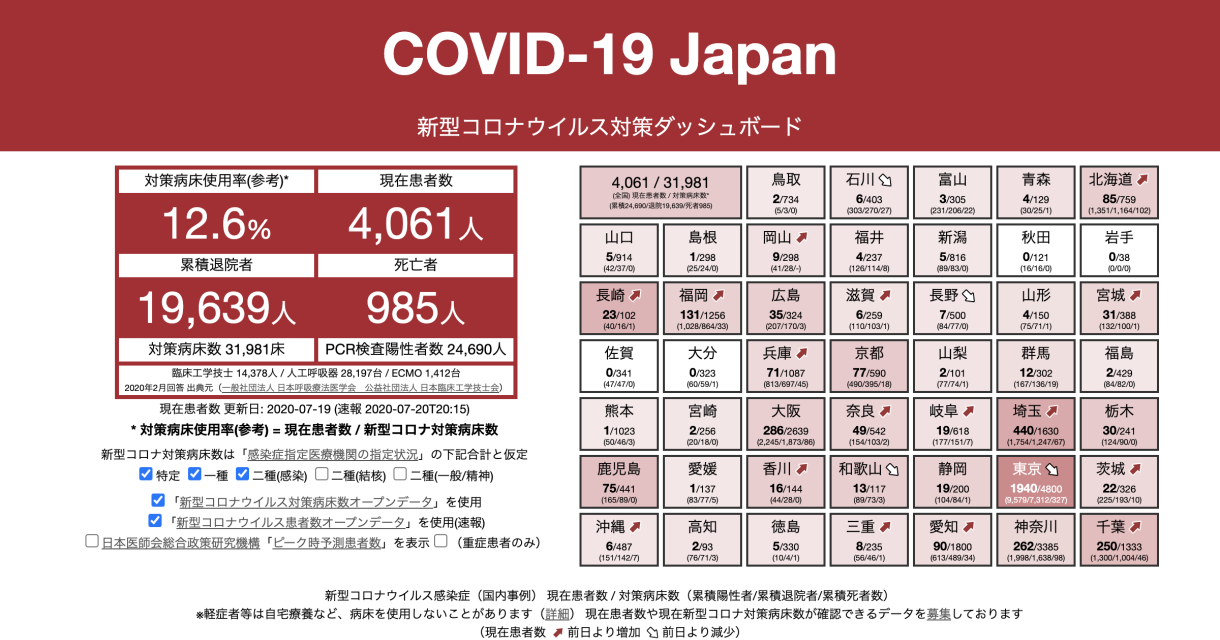 COVID-19 Japan
新型コロナウイルス対策ダッシュボード
対策病床使用率(参考)* 現在患者数
12.6% 4,061人
累積退院者 死亡者
19,639人 985人
対策病床数 31,981床 PCR検査陽性者数 24,690人
臨床工学技士 14,378人 / 人工呼吸器 28,197台 / ECMO 1,412台
2020年2月回答 出典元（一般社団法人 日本呼吸療法医学会　公益社団法人 日本臨床工学技士会）
現在患者数 更新日: 2020-07-19 (速報 2020-07-20T20:15)
* 対策病床使用率(参考) = 現在患者数 / 新型コロナ対策病床数
新型コロナ対策病床数は「感染症指定医療機関の指定状況」の下記合計と仮定
特定 一種 二種(感染) 二種(結核) 二種(一般/精神)
「新型コロナウイルス対策病床数オープンデータ」を使用
「新型コロナウイルス患者数オープンデータ」を使用(速報)
日本医師会総合政策研究機構「ピーク時予測患者数」を表示 （重症患者のみ）
4,061 / 31,981
(全国) 現在患者数 / 対策病床数*
(累積24,690/退院19,639/死者985)
鳥取
2/734
(5/3/0)
石川
6/403
(303/270/27)
富山
3/305
(231/206/22)
青森
4/129
(30/25/1)
北海道
85/759
(1,351/1,164/102)
山口
5/914
(42/37/0)
島根
1/298
(25/24/0)
岡山
9/298
(41/28/-)
福井
4/237
(126/114/8)
新潟
5/816
(89/83/0)
秋田
0/121
(16/16/0)
岩手
0/38
(0/0/0)
長崎
23/102
(40/16/1)
福岡
131/1256
(1,028/864/33)
広島
35/324
(207/170/3)
滋賀
6/259
(110/103/1)
長野
7/500
(84/77/0)
山形
4/150
(75/71/1)
宮城
31/388
(132/100/1)
佐賀
0/341
(47/47/0)
大分
0/323
(60/59/1)
兵庫
71/1087
(813/697/45)
京都
77/590
(490/395/18)
山梨
2/101
(77/74/1)
群馬
12/302
(167/136/19)
福島
2/429
(84/82/0)
熊本
1/1023
(50/46/3)
宮崎
2/256
(20/18/0)
大阪
286/2639
(2,245/1,873/86)
奈良
49/542
(154/103/2)
岐阜
19/618
(177/151/7)
埼玉
440/1630
(1,754/1,247/67)
栃木
30/241
(124/90/0)
鹿児島
75/441
(165/89/0)
愛媛
1/137
(83/77/5)
香川
16/144
(44/28/0)
和歌山
13/117
(89/73/3)
静岡
19/200
(104/84/1)
東京
1940/4800
(9,579/7,312/327)
茨城
22/326
(225/193/10)
沖縄
6/487
(151/142/7)
高知
2/93
(76/71/3)
徳島
5/330
(10/4/1)
三重
8/235
(56/46/1)
愛知
90/1800
(613/489/34)
神奈川
262/3385
(1,998/1,638/98)
千葉
250/1333
(1,300/1,004/46)
新型コロナウイルス感染症（国内事例） 現在患者数 / 対策病床数（累積陽性者/累積退院者/累積死者数）
※軽症者等は自宅療養など、病床を使用しないことがあります（詳細） 現在患者数や現在新型コロナ対策病床数が確認できるデータを募集しております
（現在患者数 前日より増加 前日より減少）